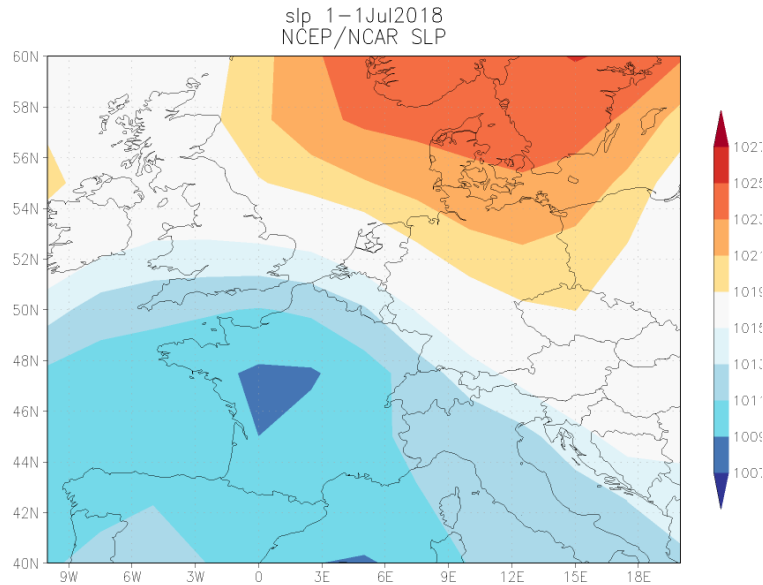 slp 1-1Jul2018
NCEP/NCAR SLP
60N
58N
56N
54N
52N
50N
48N
46N
44N
42N
40N
9W 6W 3W 0 3E 6E 9E 12E 15E 18E
1027
1025
1023
1021
1019
1015
1013
1011
1009
1007